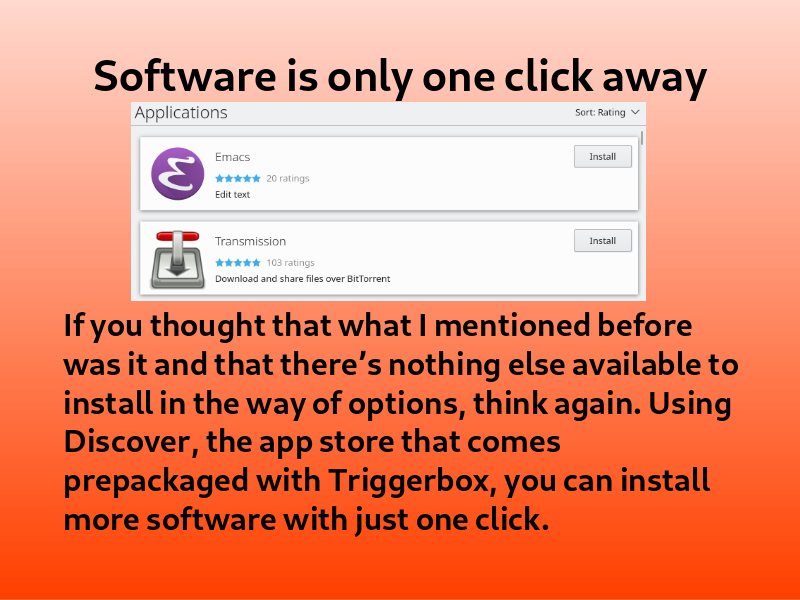 Software is only one click away
Applications
Sort: Rating
Emacs
Install
20 ratings
Edit text
Transmission
Install
103 ratings
Download and share files over BitTorrent
If you thought that what I mentioned before
was it and that there’s nothing else available to
install in the way of options, think again. Using
Discover, the app store that comes
prepackaged with Triggerbox, you can install
more software with just one click.